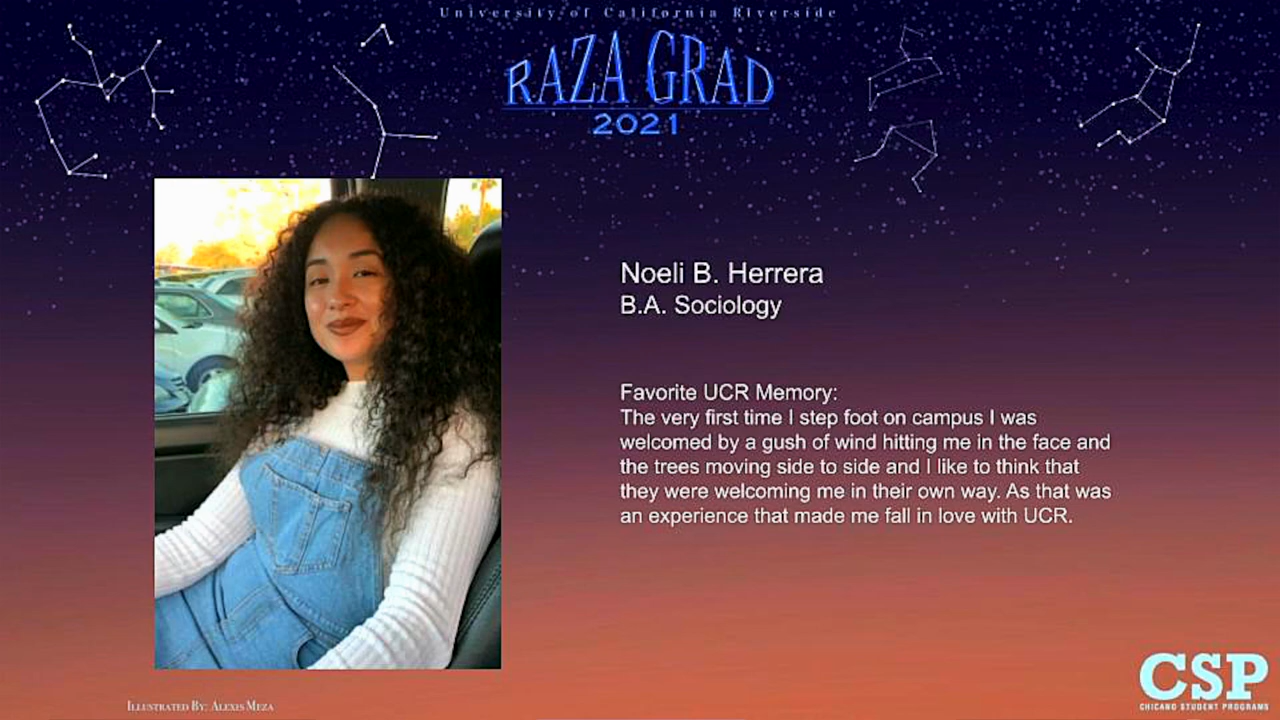 University of California Riverside
RAZA GRAD
2021
Noeli B. Herrera
B.A. Sociology
Favorite UCR Memory:
The very first time I step foot on campus I was
welcomed by a gush of wind hitting me in the face and
the trees moving side to side and I like to think that
they were welcoming me in their own way. As that was
an experience that made me fall in love with UCR.
CSP
CHICANO STUDENT PROGRAMS
Illustrated By: Alexis Meza